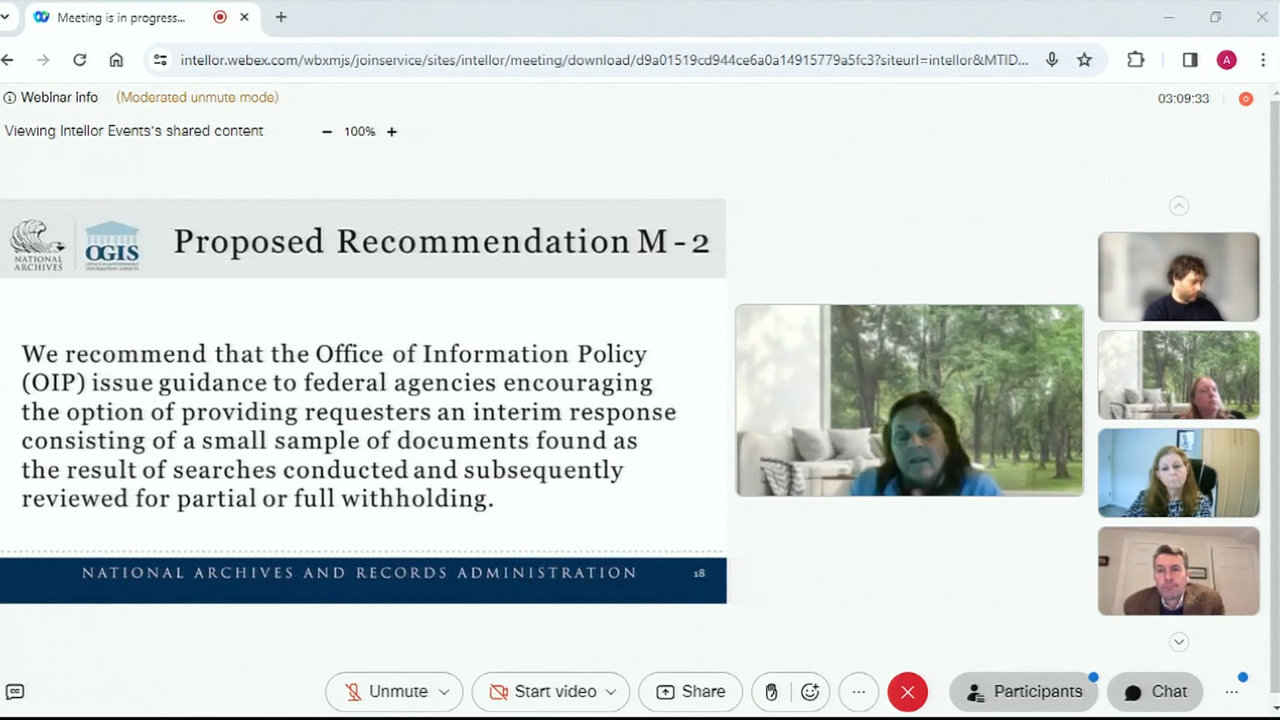 Meeting is in progress...
intellor.webex.com/wbxmjs/joinservice/sites/intellor/meeting/download/d9a01519cd944ce6a0a14915779a5fc3?siteurl=intellor&MTID...
A
Webinar info (Moderated unmute mode)
03:09:33
Viewing Intellor Events's shared content
100%
NATIONAL
ARCHIVES
OGIS
Proposed Recommendation M - 2
We recommend that the Office of Information Policy
(OIP) issue guidance to federal agencies encouraging
the option of providing requesters an interim response
consisting of a small sample of documents found as
the result of searches conducted and subsequently
reviewed for partial or full withholding.
NATIONAL ARCHIVES AND RECORDS ADMINISTRATION 18
Unmute
Start video
Share
Participants
Chat